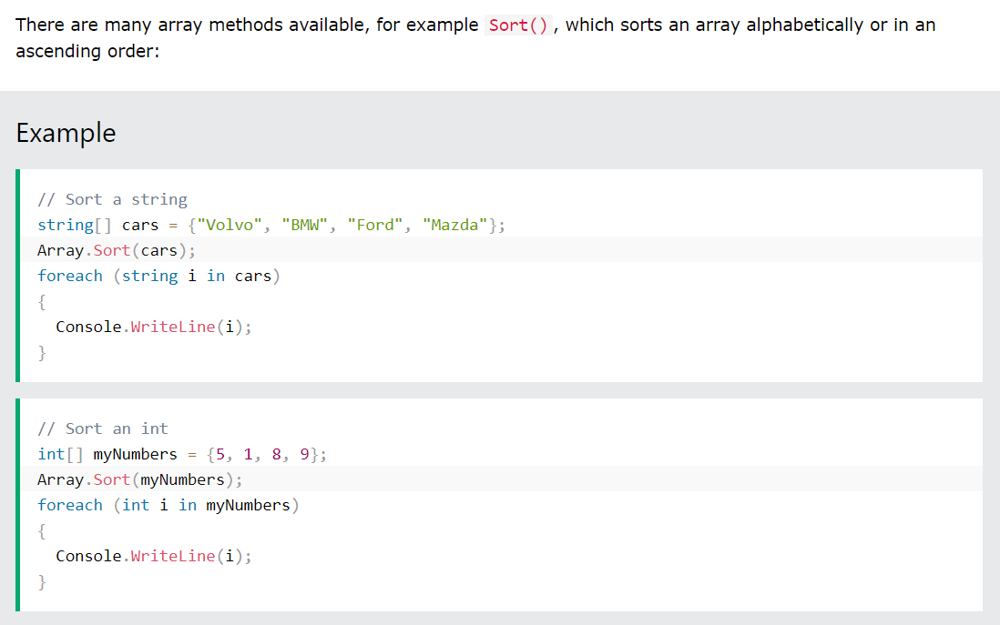 There are many array methods available, for example Sort(), which sorts an array alphabetically or in an
ascending order:
Example
// Sort a string
string[] cars = {"Volvo", "BMW", "Ford", "Mazda"};
Array.Sort(cars);
foreach (string i in cars)
{
  Console.WriteLine(i);
}
// Sort an int
int[] myNumbers = {5, 1, 8, 9};
Array.Sort(myNumbers);
foreach (int i in myNumbers)
{
  Console.WriteLine(i);
}